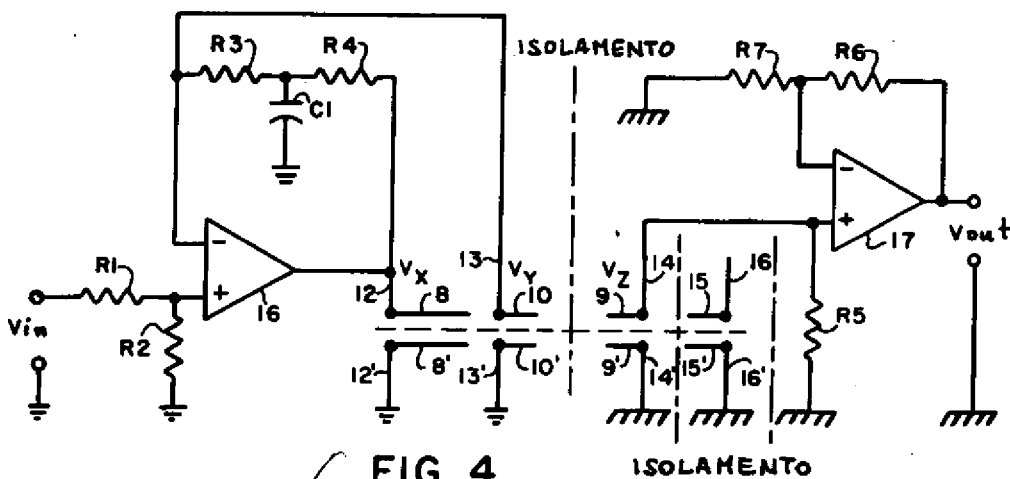 R3
R4
ISOLAMENTO
R7
R6
C1
-
+
16
R1
R2
Vin
VX
12
8
13
VY
10
VZ
9
14
15
16
-
+
17
Vout
R5
12'
8'
13'
10'
9'
14'
15'
16'
FIG 4
ISOLAMENTO